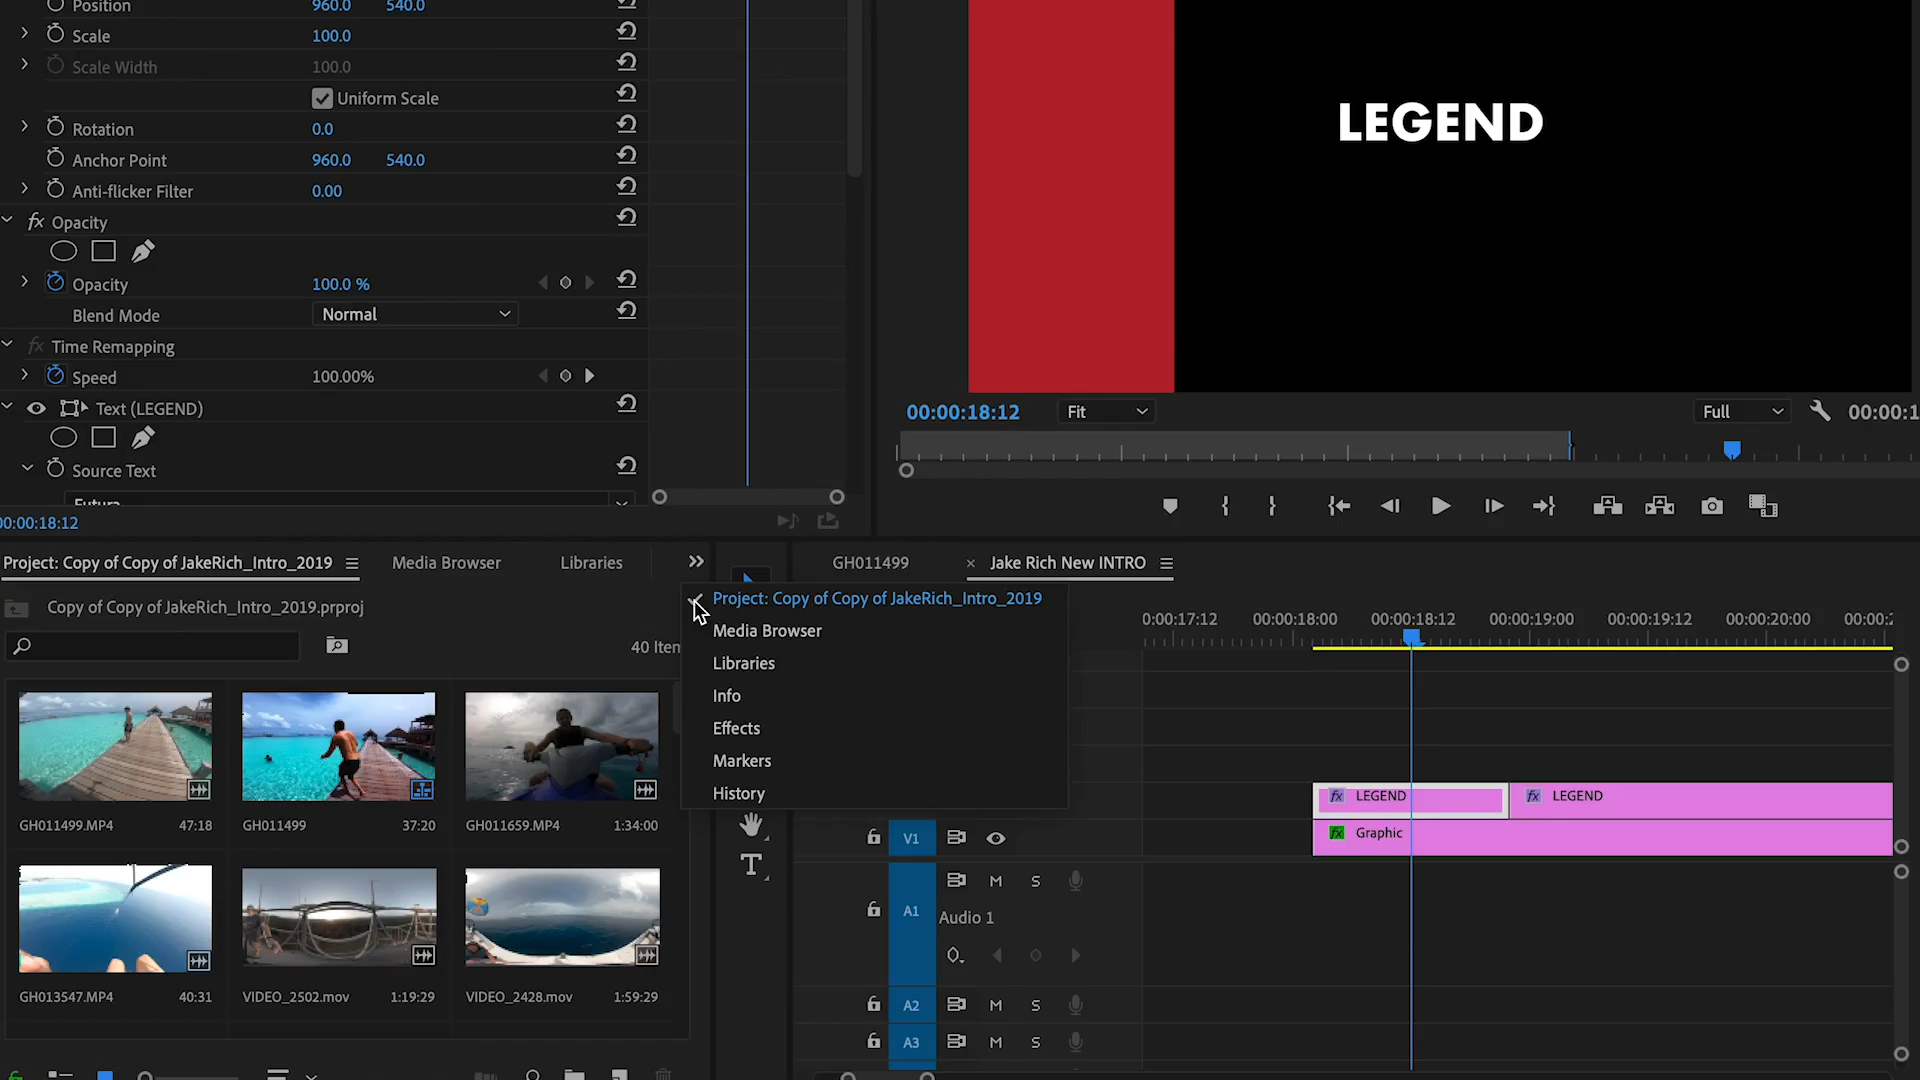 Position 960.0 540.0
Scale 100.0
Scale Width 100.0
Uniform Scale
Rotation 0.0
Anchor Point 960.0 540.0
Anti-flicker Filter 0.00
fx Opacity
Opacity 100.0 %
Blend Mode Normal
fx Time Remapping
Speed 100.00%
Text (LEGEND)
Source Text
Futura
00:00:18:12
LEGEND
00:00:18:12 Fit Full 00:00:1
Project: Copy of Copy of JakeRich_Intro_2019 Media Browser Libraries
Copy of Copy of JakeRich_Intro_2019.prproj
40 Item
GH011499.MP4 47:18 GH011499 37:20 GH011659.MP4 1:34:00
GH013547.MP4 40:31 VIDEO_2502.mov 1:19:29 VIDEO_2428.mov 1:59:29
Project: Copy of Copy of JakeRich_Intro_2019
Media Browser
Libraries
Info
Effects
Markers
History
T
GH011499 × Jake Rich New INTRO
0:00:17:12 00:00:18:00 00:00:18:12 00:00:19:00 00:00:19:12 00:00:20:00 00:00:2
fx LEGEND fx LEGEND
V1 fx Graphic
A1 M S
Audio 1
A2 M S
A3 M S